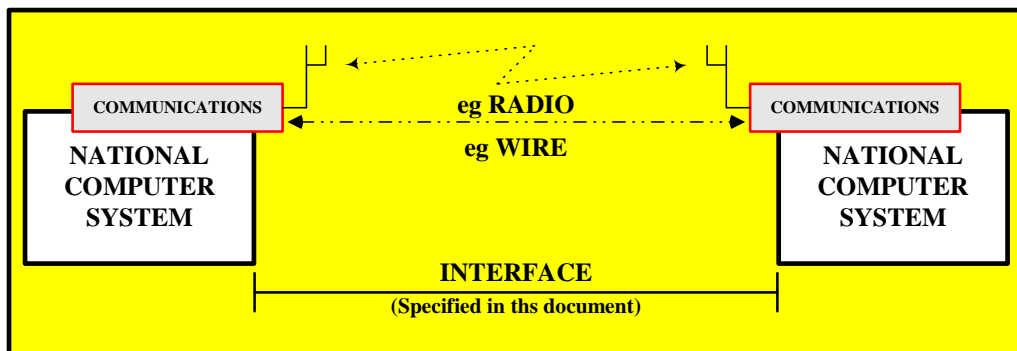 COMMUNICATIONS
NATIONAL
COMPUTER
SYSTEM
eg RADIO
eg WIRE
COMMUNICATIONS
NATIONAL
COMPUTER
SYSTEM
INTERFACE
(Specified in ths document)